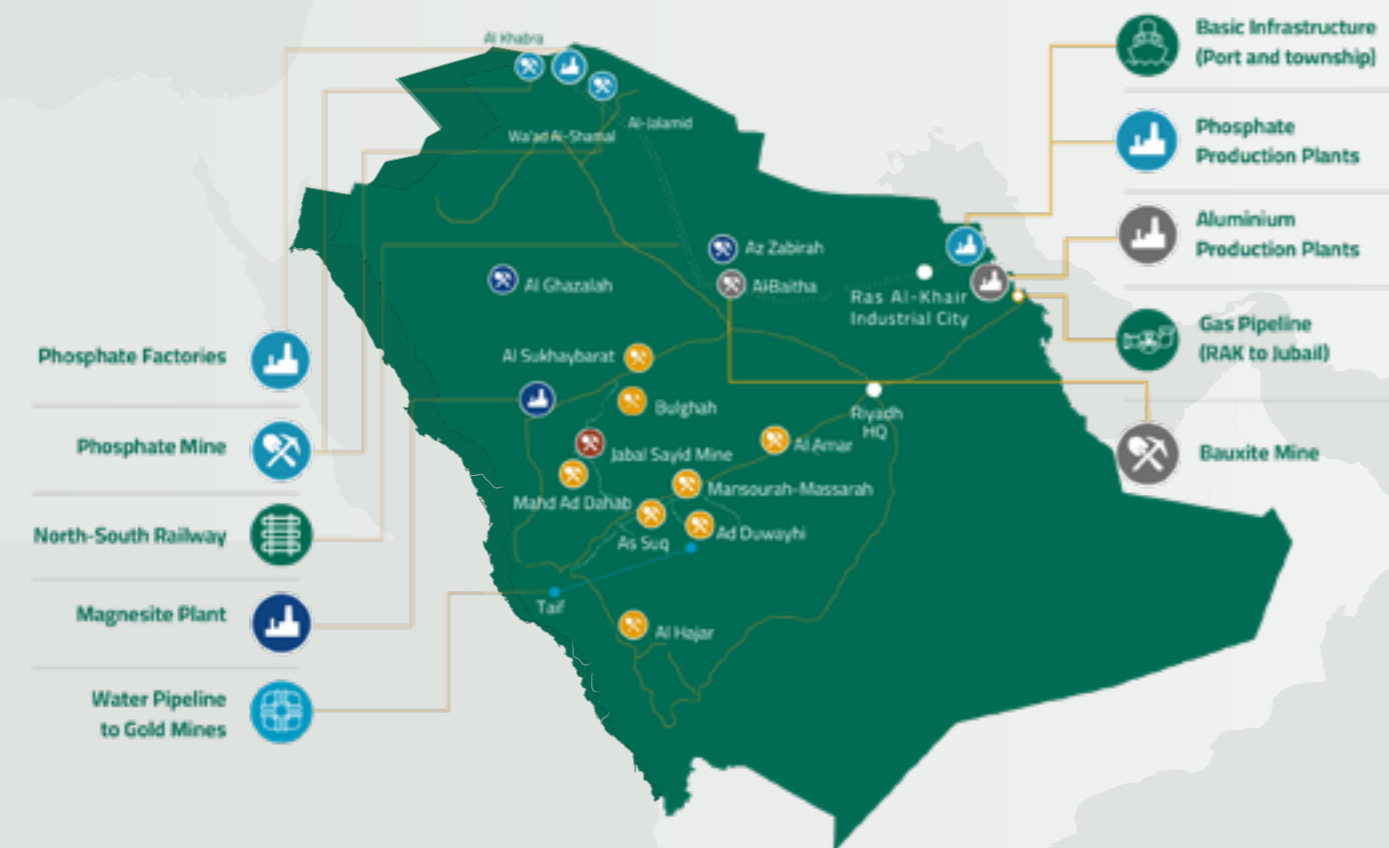 Al Khabra
Wa'ad Al-Shamal
Al-Jalamid
Az Zabirah
Al Ghazalah
AlBaitha
Ras Al-Khair
Industrial City
Al Sukhaybarat
Bulghah
Riyadh
HQ
Al Amar
Jabal Sayid Mine
Mansourah-Massarah
Mahd Ad Dahab
As Suq
Ad Duwayhi
Taif
Al Hajar
Phosphate Factories
Phosphate Mine
North-South Railway
Magnesite Plant
Water Pipeline
to Gold Mines
Basic Infrastructure
(Port and township)
Phosphate
Production Plants
Aluminium
Production Plants
Gas Pipeline
(RAK to Jubail)
Bauxite Mine